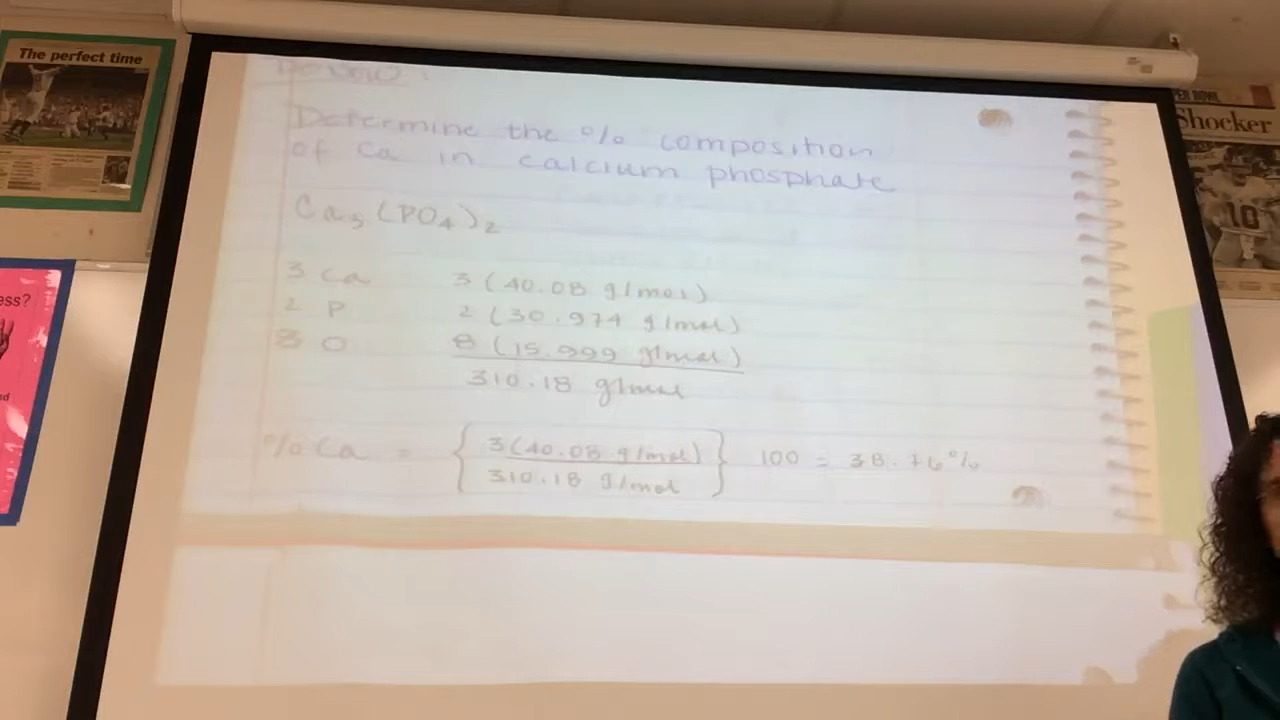 The perfect time
Determine the % composition
of Ca in calcium phosphate
Ca3(PO4)2
3 Ca 3 (40.08 g/mol)
2 P 2 (30.974 g/mol)
8 O 8 (15.999 g/mol)
310.18 g/mol
% Ca = { 3(40.08 g/mol) / 310.18 g/mol } 100 = 38.76%
Shocker
10
ess?